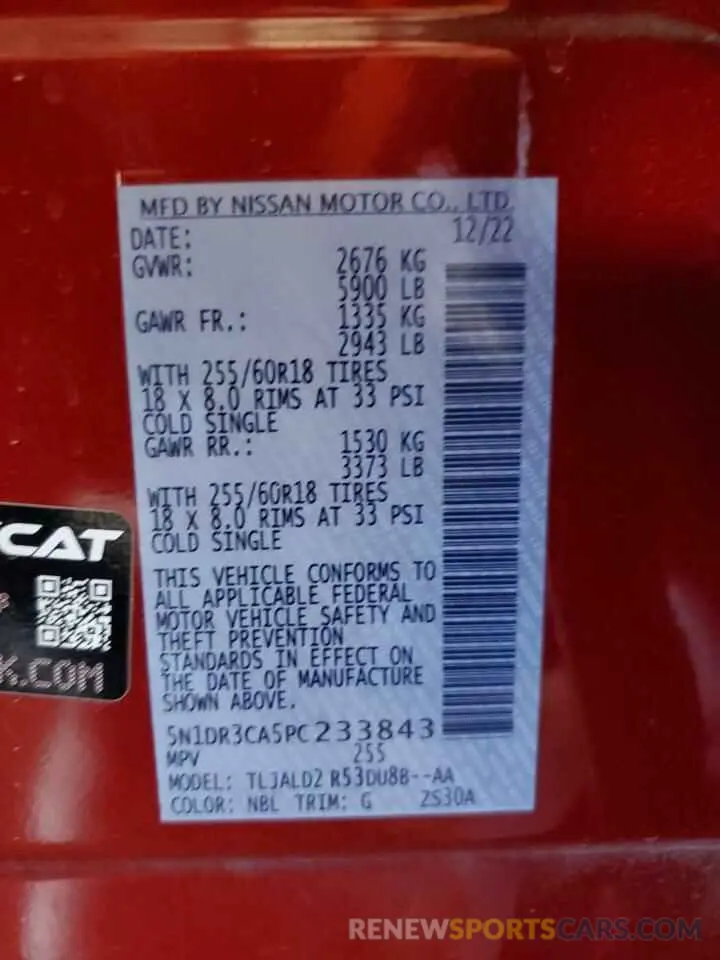 MFD BY NISSAN MOTOR CO., LTD.
DATE: 12/22
GVWR: 2676 KG
5900 LB
GAWR FR.: 1335 KG
2943 LB
WITH 255/60R18 TIRES
18 X 8.0 RIMS AT 33 PSI
COLD SINGLE
GAWR RR.: 1530 KG
3373 LB
WITH 255/60R18 TIRES
18 X 8.0 RIMS AT 33 PSI
COLD SINGLE
THIS VEHICLE CONFORMS TO
ALL APPLICABLE FEDERAL
MOTOR VEHICLE SAFETY AND
THEFT PREVENTION
STANDARDS IN EFFECT ON
THE DATE OF MANUFACTURE
SHOWN ABOVE.
5N1DR3CA5PC233843
MPV 255
MODEL: TLJALD2 R53DU8B--AA
COLOR: NBL TRIM: G ZS30A
CAT
K.COM
RENEWSPORTSCARS.COM